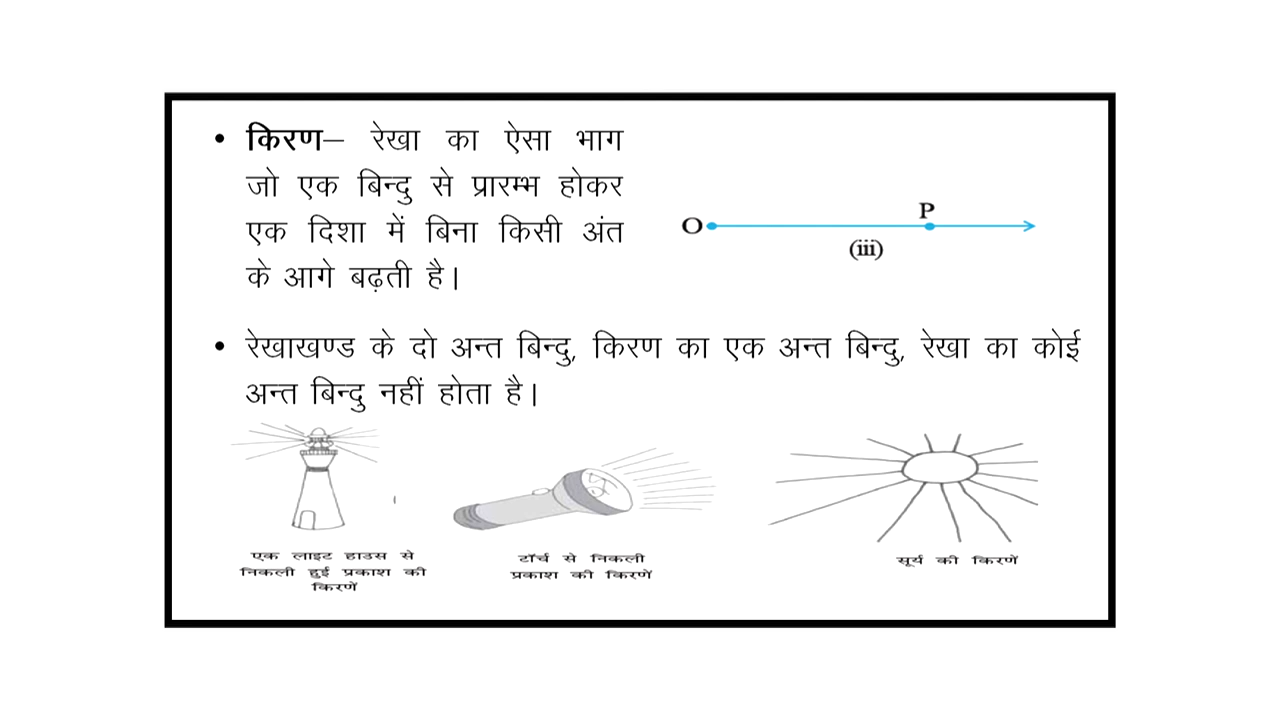 • किरण– रेखा का ऐसा भाग
जो एक बिन्दु से प्रारम्भ होकर
एक दिशा में बिना किसी अंत
के आगे बढ़ती है।
O P
(iii)
• रेखाखण्ड के दो अन्त बिन्दु, किरण का एक अन्त बिन्दु, रेखा का कोई
अन्त बिन्दु नहीं होता है।
एक लाइट हाउस से
निकली हुई प्रकाश की
किरणें
टॉर्च से निकली
प्रकाश की किरणें
सूर्य की किरणें